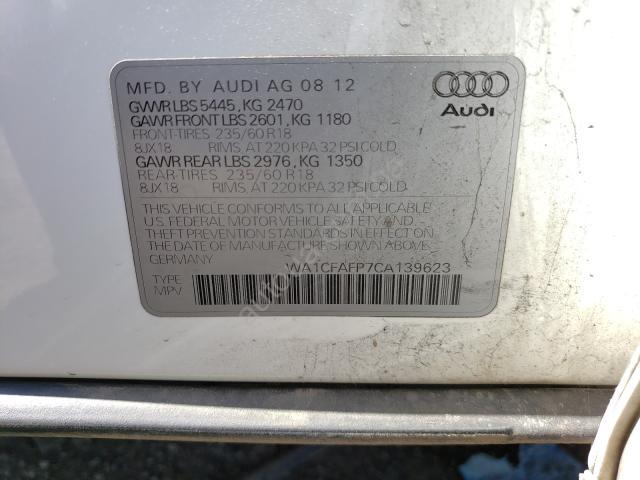 MFD. BY AUDI AG 08 12
GVWR LBS 5445, KG 2470
GAWR FRONT LBS 2601, KG 1180
FRONT-TIRES 235/60 R18
8JX18 RIMS, AT 220 KPA 32 PSI COLD
GAWR REAR LBS 2976, KG 1350
REAR-TIRES 235/60 R18
8JX18 RIMS, AT 220 KPA 32 PSI COLD
THIS VEHICLE CONFORMS TO ALL APPLICABLE
U.S. FEDERAL MOTOR VEHICLE SAFETY AND
THEFT PREVENTION STANDARDS IN EFFECT ON
THE DATE OF MANUFACTURE SHOWN ABOVE.
GERMANY WA1CFAFP7CA139623
TYPE:
MPV
Audi